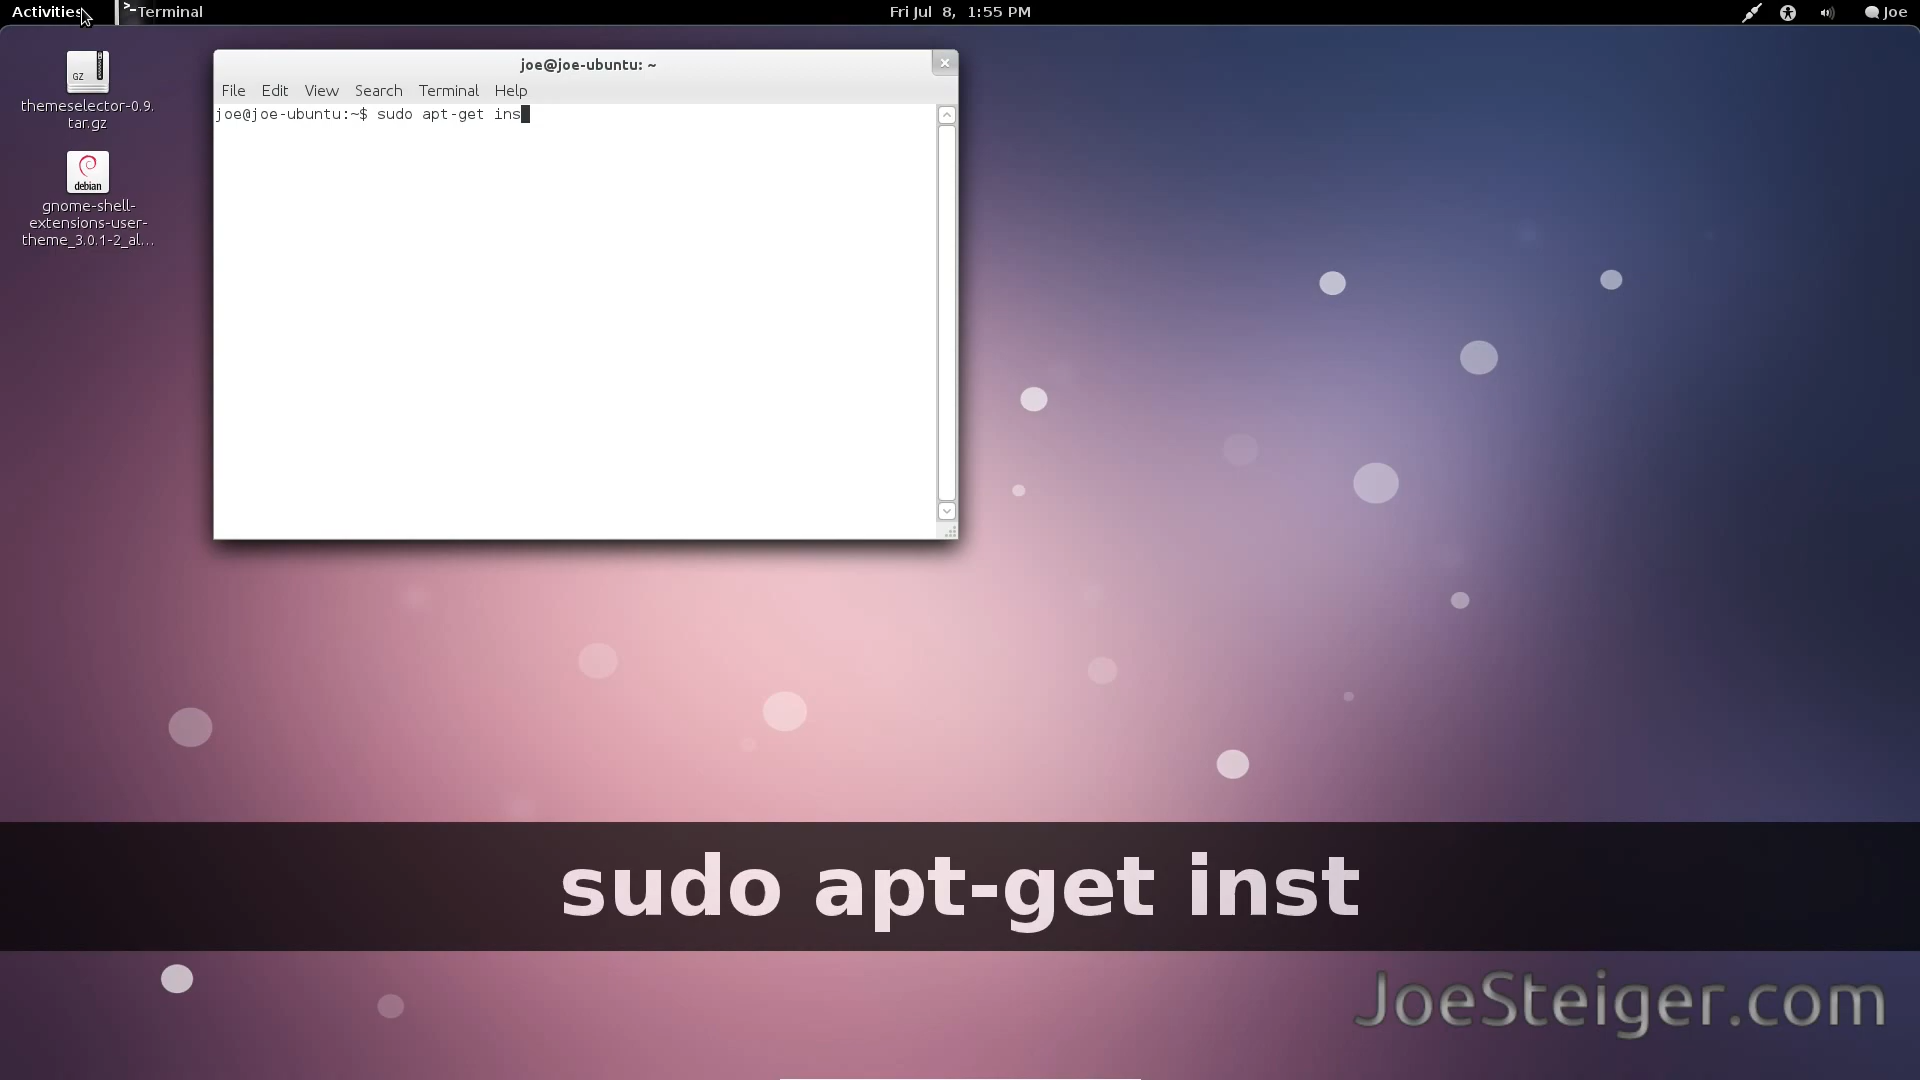 Activities
Terminal
Fri Jul 8, 1:55 PM
Joe
GZ
themeselector-0.9.
tar.gz
debian
gnome-shell-
extensions-user-
theme_3.0.1-2_al...
joe@joe-ubuntu: ~
File Edit View Search Terminal Help
joe@joe-ubuntu:~$ sudo apt-get ins
sudo apt-get inst
JoeSteiger.com